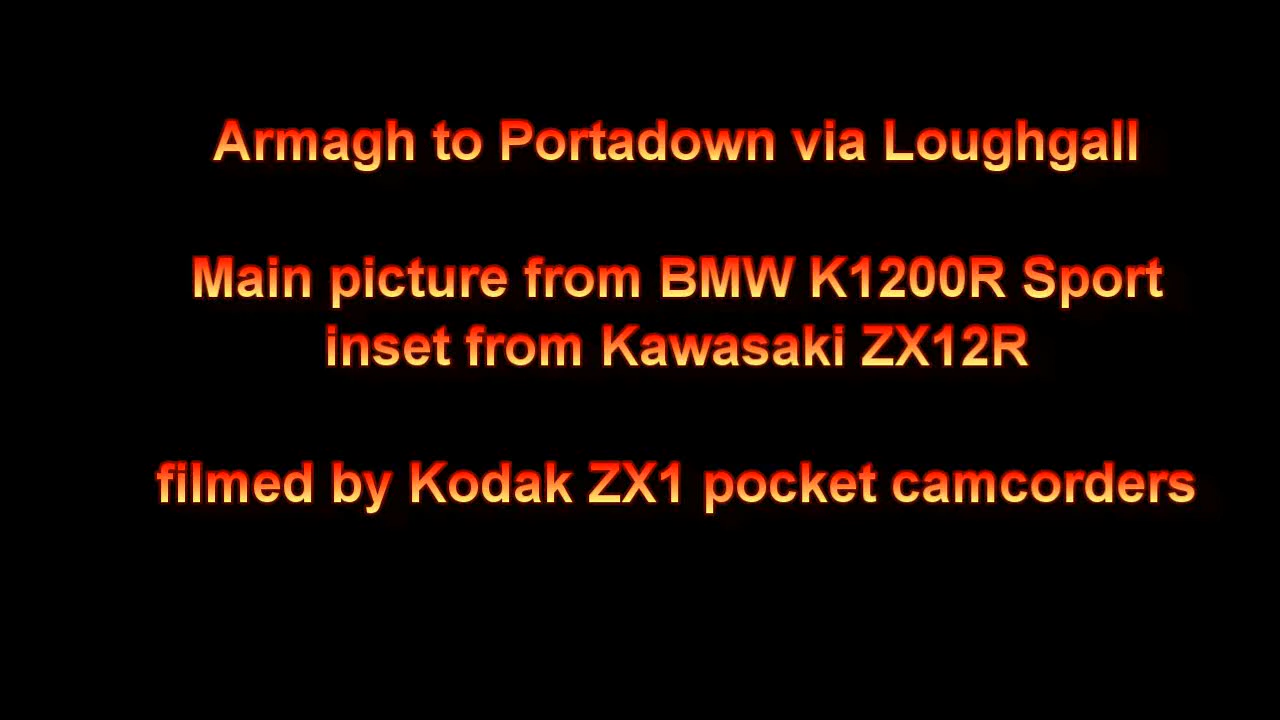 Armagh to Portadown via Loughgall
Main picture from BMW K1200R Sport
inset from Kawasaki ZX12R
filmed by Kodak ZX1 pocket camcorders